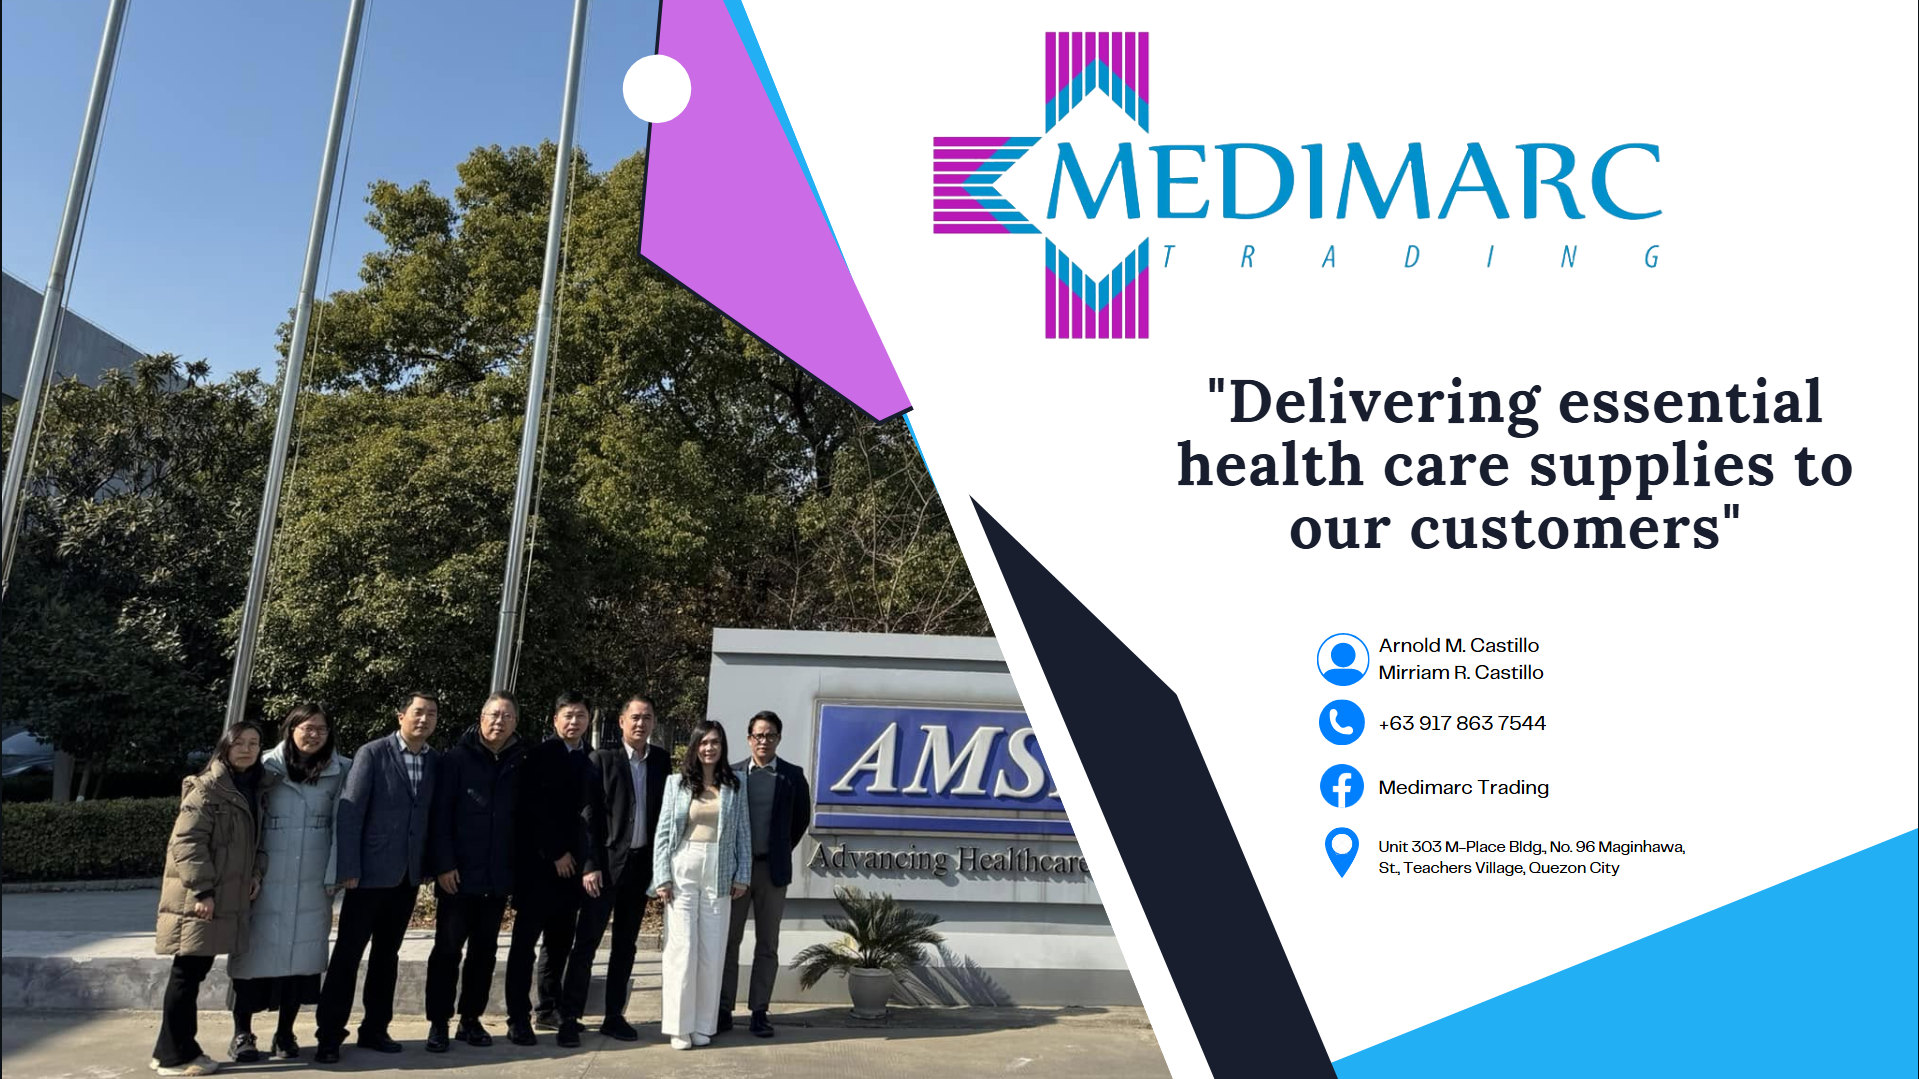 MEDIMARC
TRADING
"Delivering essential
health care supplies to
our customers"
Arnold M. Castillo
Mirriam R. Castillo
+63 917 863 7544
Medimarc Trading
Unit 303 M-Place Bldg., No. 96 Maginhawa,
St., Teachers Village, Quezon City
AMS
Advancing Healthcare